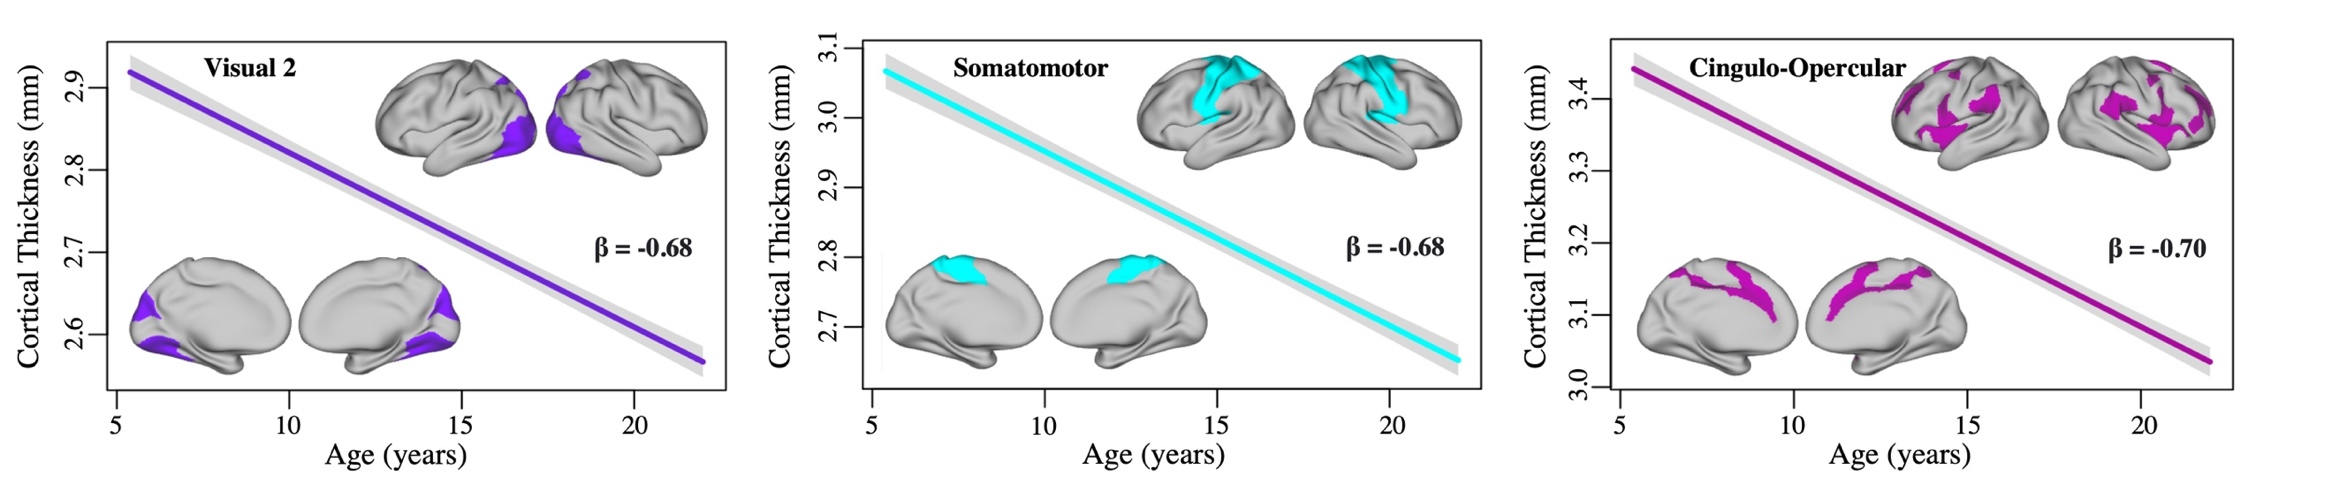 Visual 2
Cortical Thickness (mm)
2.9
2.8
2.7
2.6
β = -0.68
5
10
15
20
Age (years)
Somatomotor
Cortical Thickness (mm)
3.1
3.0
2.9
2.8
2.7
β = -0.68
5
10
15
20
Age (years)
Cingulo-Opercular
Cortical Thickness (mm)
3.4
3.3
3.2
3.1
3.0
β = -0.70
5
10
15
20
Age (years)